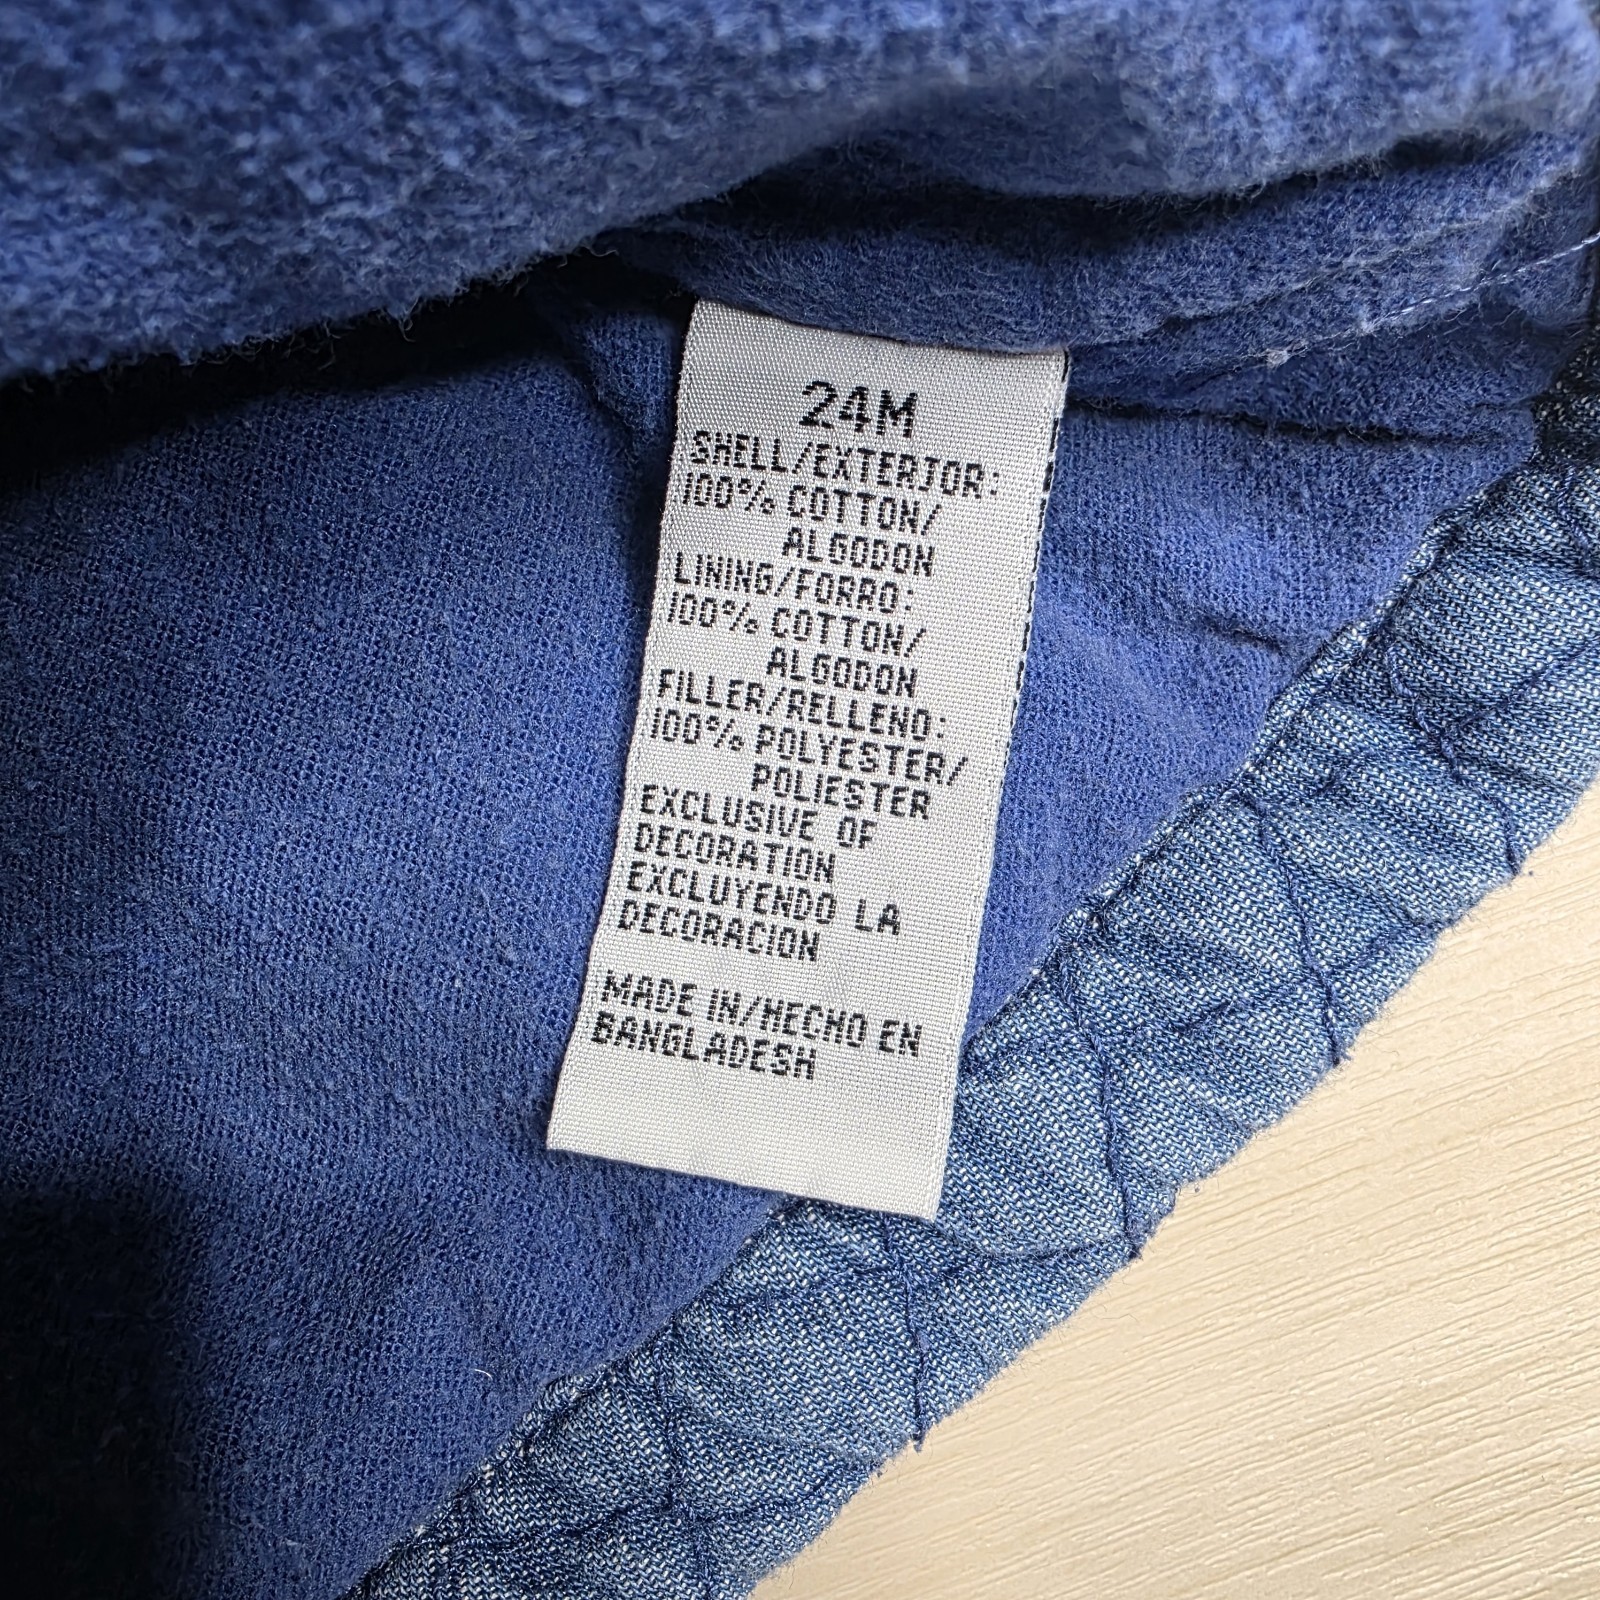 24M
SHELL/EXTERIOR:
100% COTTON/
ALGODON
LINING/FORRO:
100% COTTON/
ALGODON
FILLER/RELLENO:
100% POLYESTER/
POLIESTER
EXCLUSIVE OF
DECORATION
EXCLUYENDO LA
DECORACION
MADE IN/HECHO EN
BANGLADESH